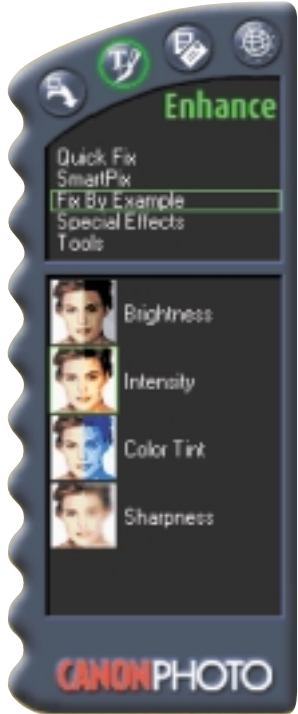 Enhance
Quick Fix
SmartPix
Fix By Example
Special Effects
Tools
Brightness
Intensity
Color Tint
Sharpness
CANONPHOTO